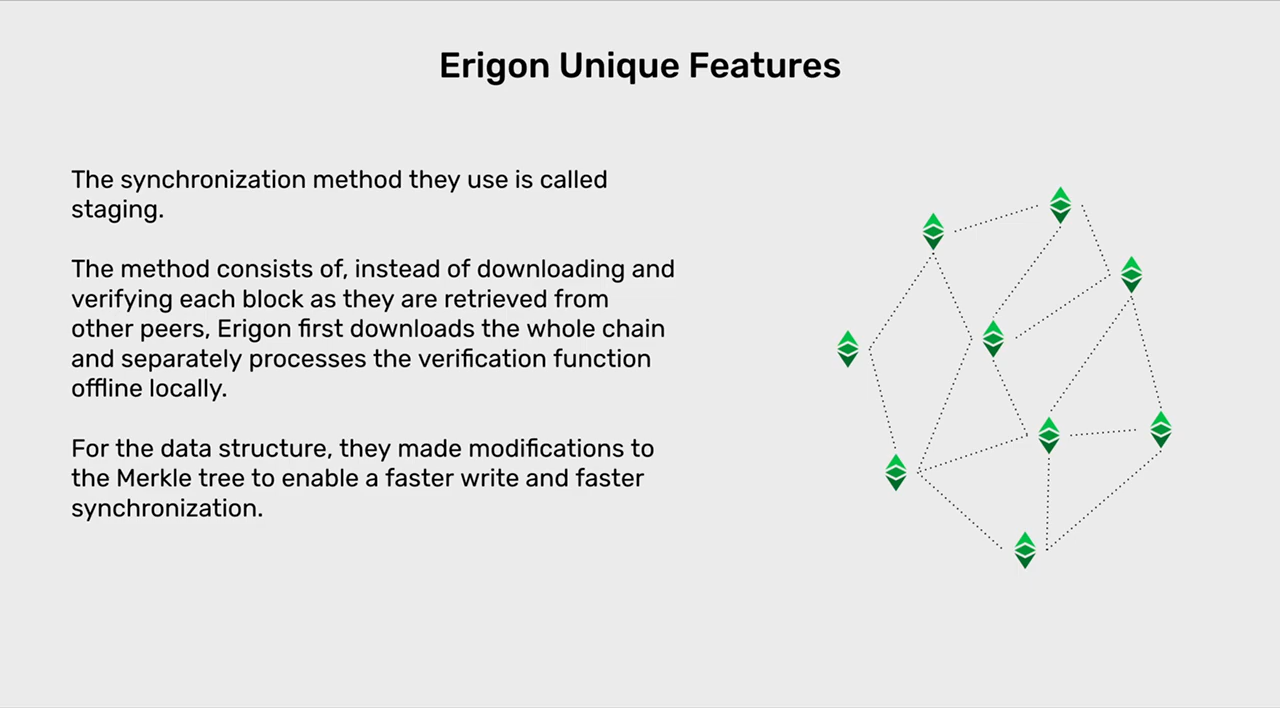 Erigon Unique Features
The synchronization method they use is called
staging.
The method consists of, instead of downloading and
verifying each block as they are retrieved from
other peers, Erigon first downloads the whole chain
and separately processes the verification function
offline locally.
For the data structure, they made modifications to
the Merkle tree to enable a faster write and faster
synchronization.